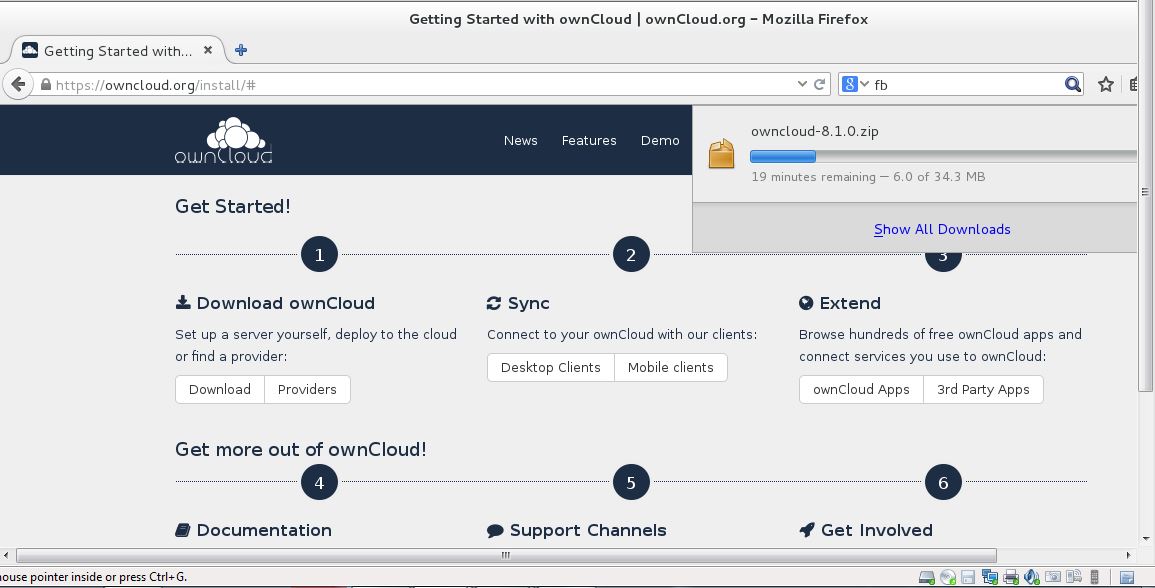 Getting Started with ownCloud | ownCloud.org - Mozilla Firefox
Getting Started with...
https://owncloud.org/install/#
8
fb
ownCloud
News
Features
Demo
owncloud-8.1.0.zip
19 minutes remaining — 6.0 of 34.3 MB
Show All Downloads
Get Started!
1
2
3
Download ownCloud
Sync
Extend
Set up a server yourself, deploy to the cloud
or find a provider:
Connect to your ownCloud with our clients:
Browse hundreds of free ownCloud apps and
connect services you use to ownCloud:
Download
Providers
Desktop Clients
Mobile clients
ownCloud Apps
3rd Party Apps
Get more out of ownCloud!
4
5
6
Documentation
Support Channels
Get Involved
ouse pointer inside or press Ctrl+G.